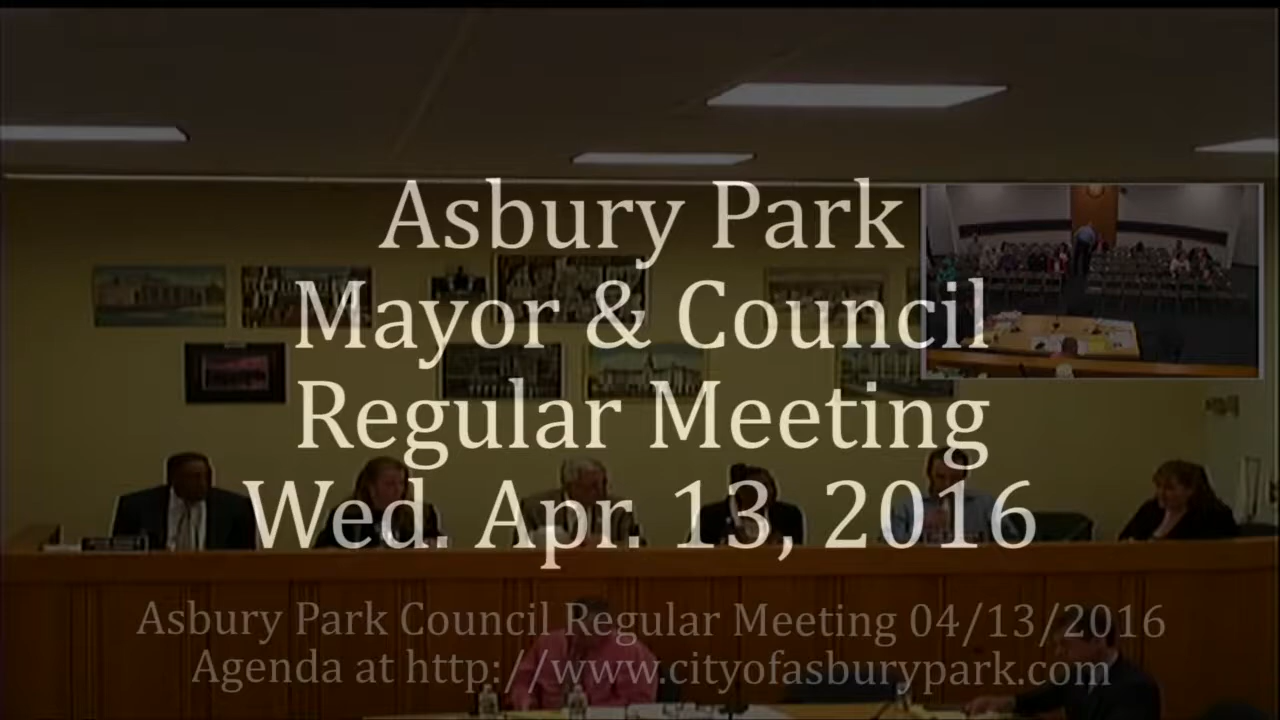 Asbury Park
Mayor & Council
Regular Meeting
Wed. Apr. 13, 2016
Asbury Park Council Regular Meeting 04/13/2016
Agenda at http://www.cityofasburypark.com